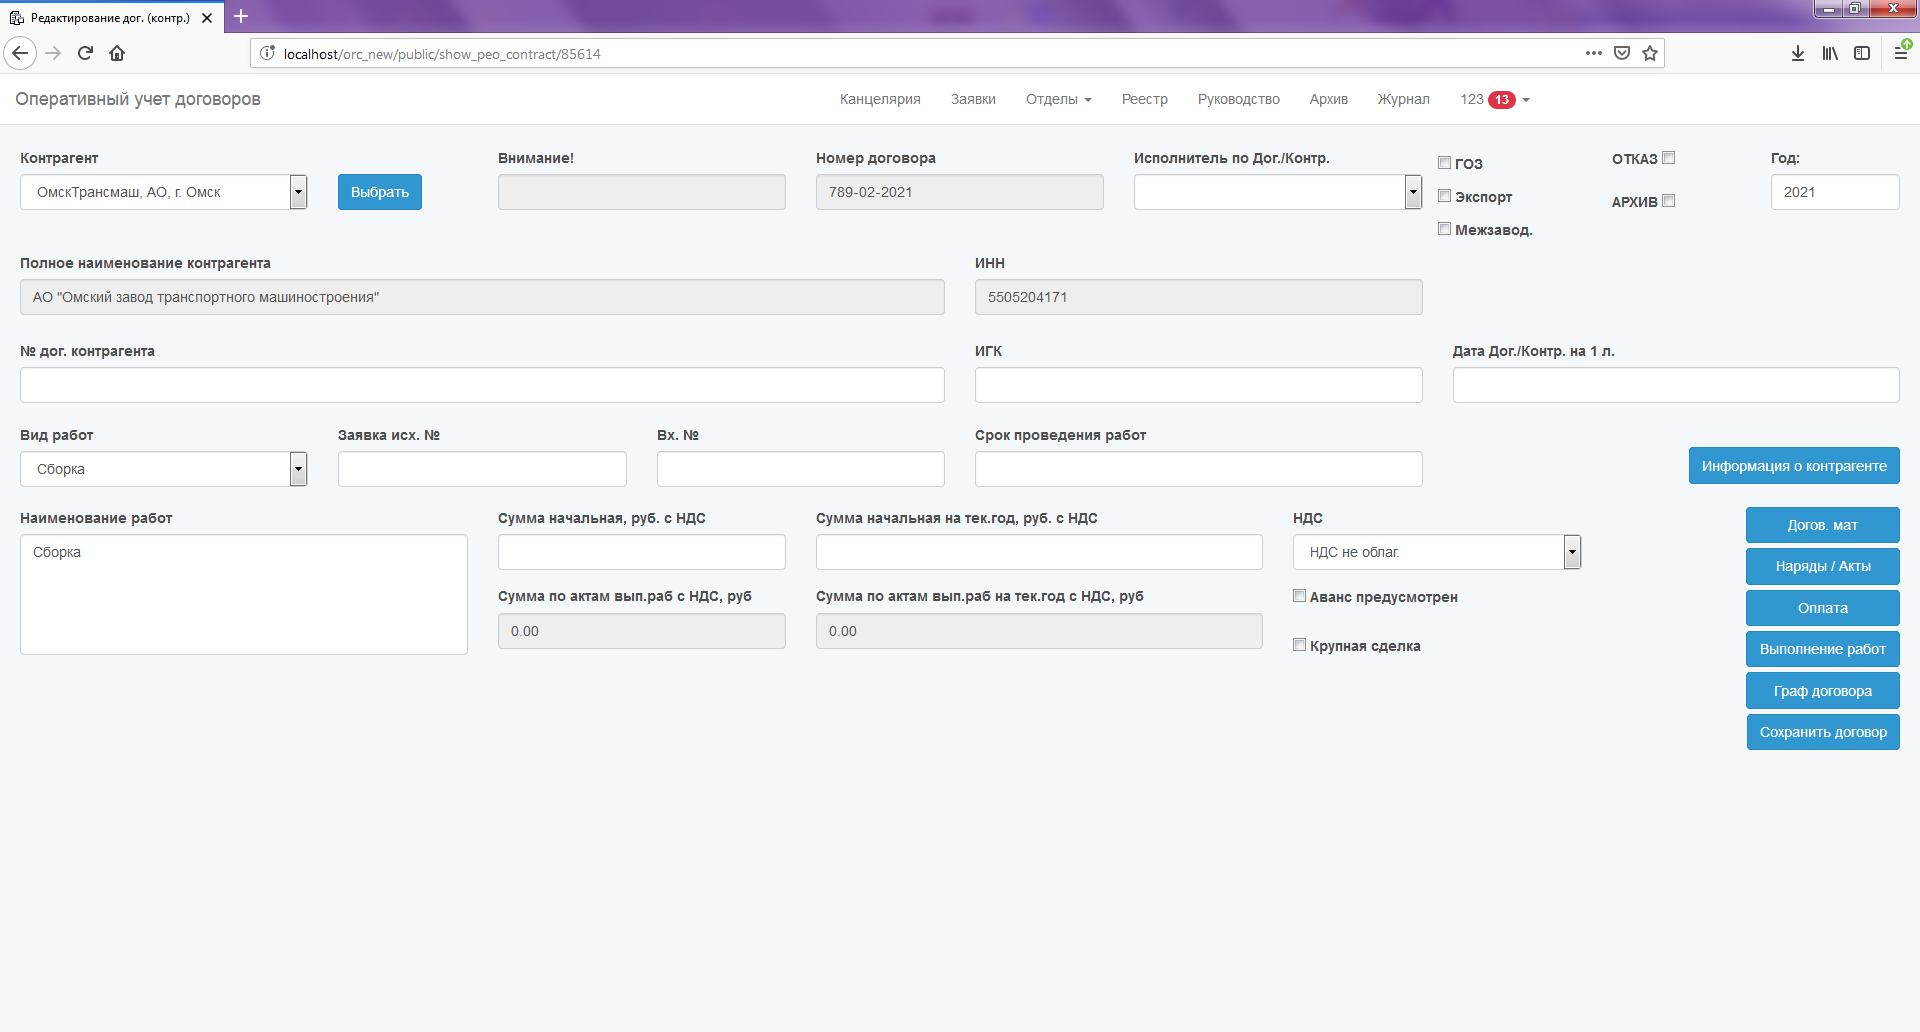 Редактирование дог. (контр.)
localhost/orc_new/public/show_peo_contract/85614
Оперативный учет договоров
Канцелярия Заявки Отделы Реестр Руководство Архив Журнал 123 13
Контрагент
ОмскТрансмаш, АО, г. Омск
Выбрать
Внимание!
Номер договора
789-02-2021
Исполнитель по Дог./Контр.
ГОЗ
Экспорт
Межзавод.
ОТКАЗ
АРХИВ
Год:
2021
Полное наименование контрагента
АО "Омский завод транспортного машиностроения"
ИНН
5505204171
№ дог. контрагента
ИГК
Дата Дог./Контр. на 1 л.
Вид работ
Сборка
Заявка исх. №
Вх. №
Срок проведения работ
Информация о контрагенте
Наименование работ
Сборка
Сумма начальная, руб. с НДС
Сумма начальная на тек.год, руб. с НДС
НДС
НДС не облаг.
Сумма по актам вып.раб с НДС, руб
0.00
Сумма по актам вып.раб на тек.год с НДС, руб
0.00
Аванс предусмотрен
Крупная сделка
Догов. мат
Наряды / Акты
Оплата
Выполнение работ
Граф договора
Сохранить договор